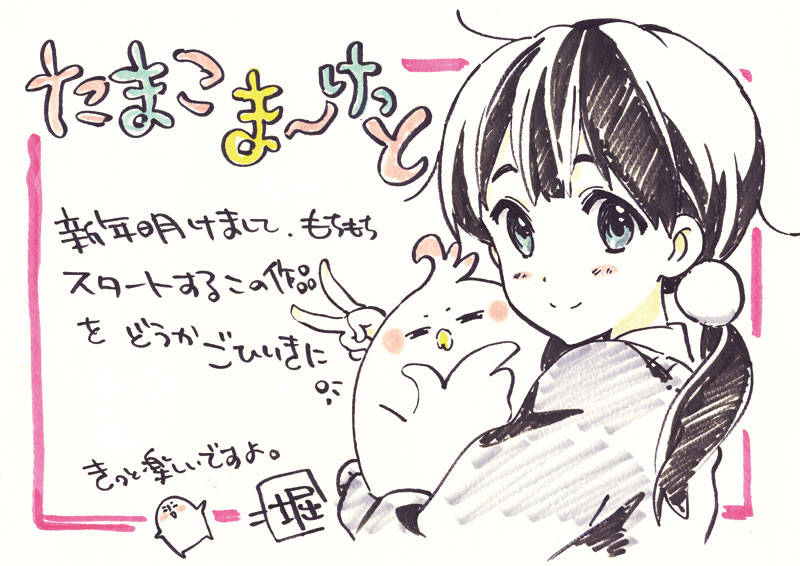 たまこま〜けっと
新年明けまして、もちもち
スタートするこの作品
を どうか ごひいきに
きっと楽しいですよ。
堀